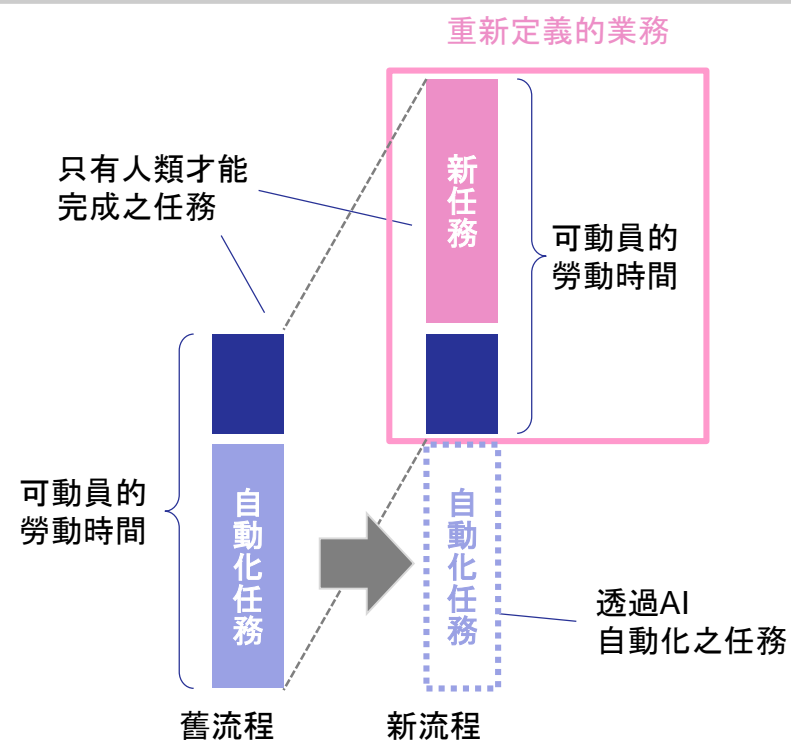 重新定義的業務
只有人類才能
完成之任務
新任務
可動員的
勞動時間
可動員的
勞動時間
自動化任務
自動化任務
透過AI
自動化之任務
舊流程
新流程